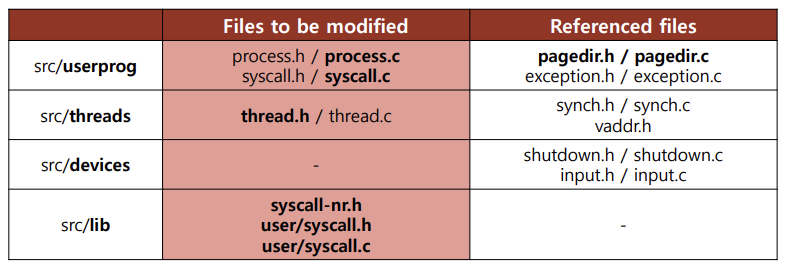 Files to be modified
Referenced files
src/userprog
process.h / process.c
syscall.h / syscall.c
pagedir.h / pagedir.c
exception.h / exception.c
src/threads
thread.h / thread.c
synch.h / synch.c
vaddr.h
src/devices
-
shutdown.h / shutdown.c
input.h / input.c
src/lib
syscall-nr.h
user/syscall.h
user/syscall.c
-